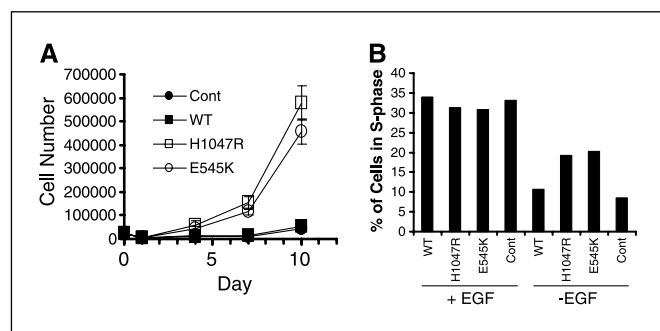 A
700000
600000
500000
400000
300000
200000
100000
0
Cell Number
Cont
WT
H1047R
E545K
0
5
10
Day
B
40
35
30
25
20
15
10
5
0
% of Cells in S-phase
WT
H1047R
E545K
Cont
WT
H1047R
E545K
Cont
+ EGF
-EGF